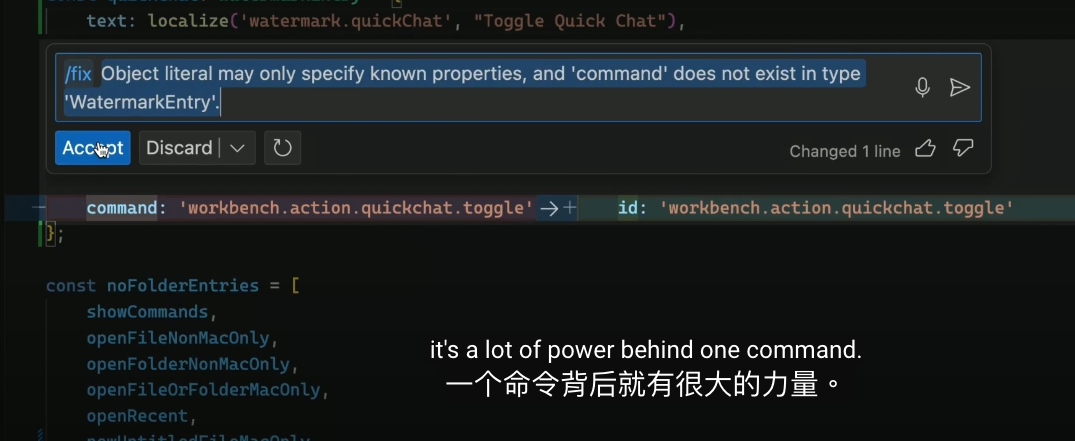 text: localize('watermark.quickChat', "Toggle Quick Chat"),
/fix Object literal may only specify known properties, and 'command' does not exist in type
'WatermarkEntry'.
Accept Discard
Changed 1 line
command: 'workbench.action.quickchat.toggle' → + id: 'workbench.action.quickchat.toggle'
};
const noFolderEntries = [
showCommands,
openFileNonMacOnly,
openFolderNonMacOnly,
openFileOrFolderMacOnly,
openRecent,
it's a lot of power behind one command.
一个命令背后就有很大的力量。